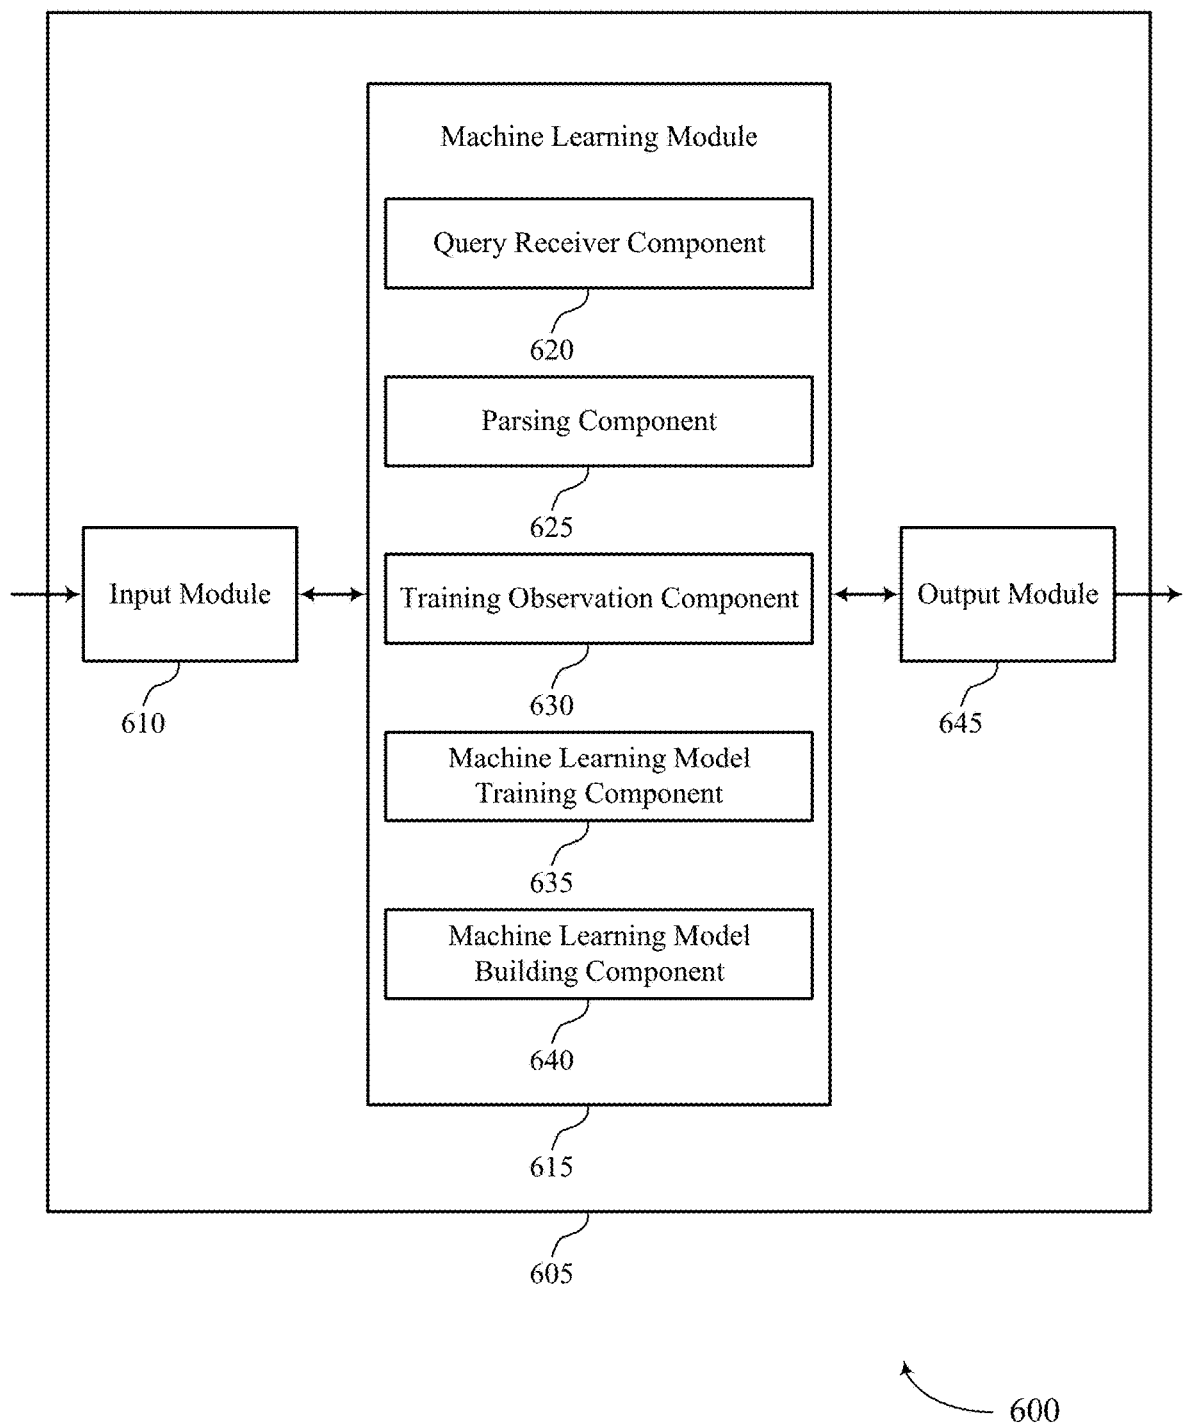 Machine Learning Module
Query Receiver Component
620
Parsing Component
625
Input Module
610
Training Observation Component
630
Output Module
645
Machine Learning Model
Training Component
635
Machine Learning Model
Building Component
640
615
605
600